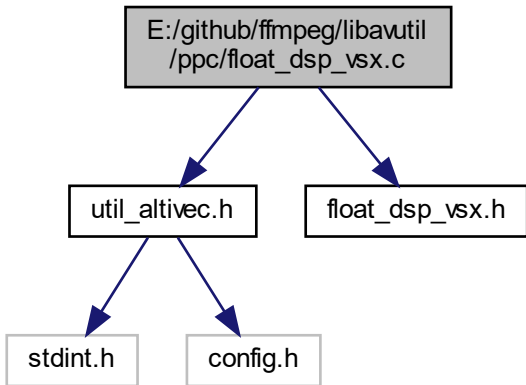 E:/github/ffmpeg/libavutil
/ppc/float_dsp_vsx.c
util_altivec.h
float_dsp_vsx.h
stdint.h
config.h